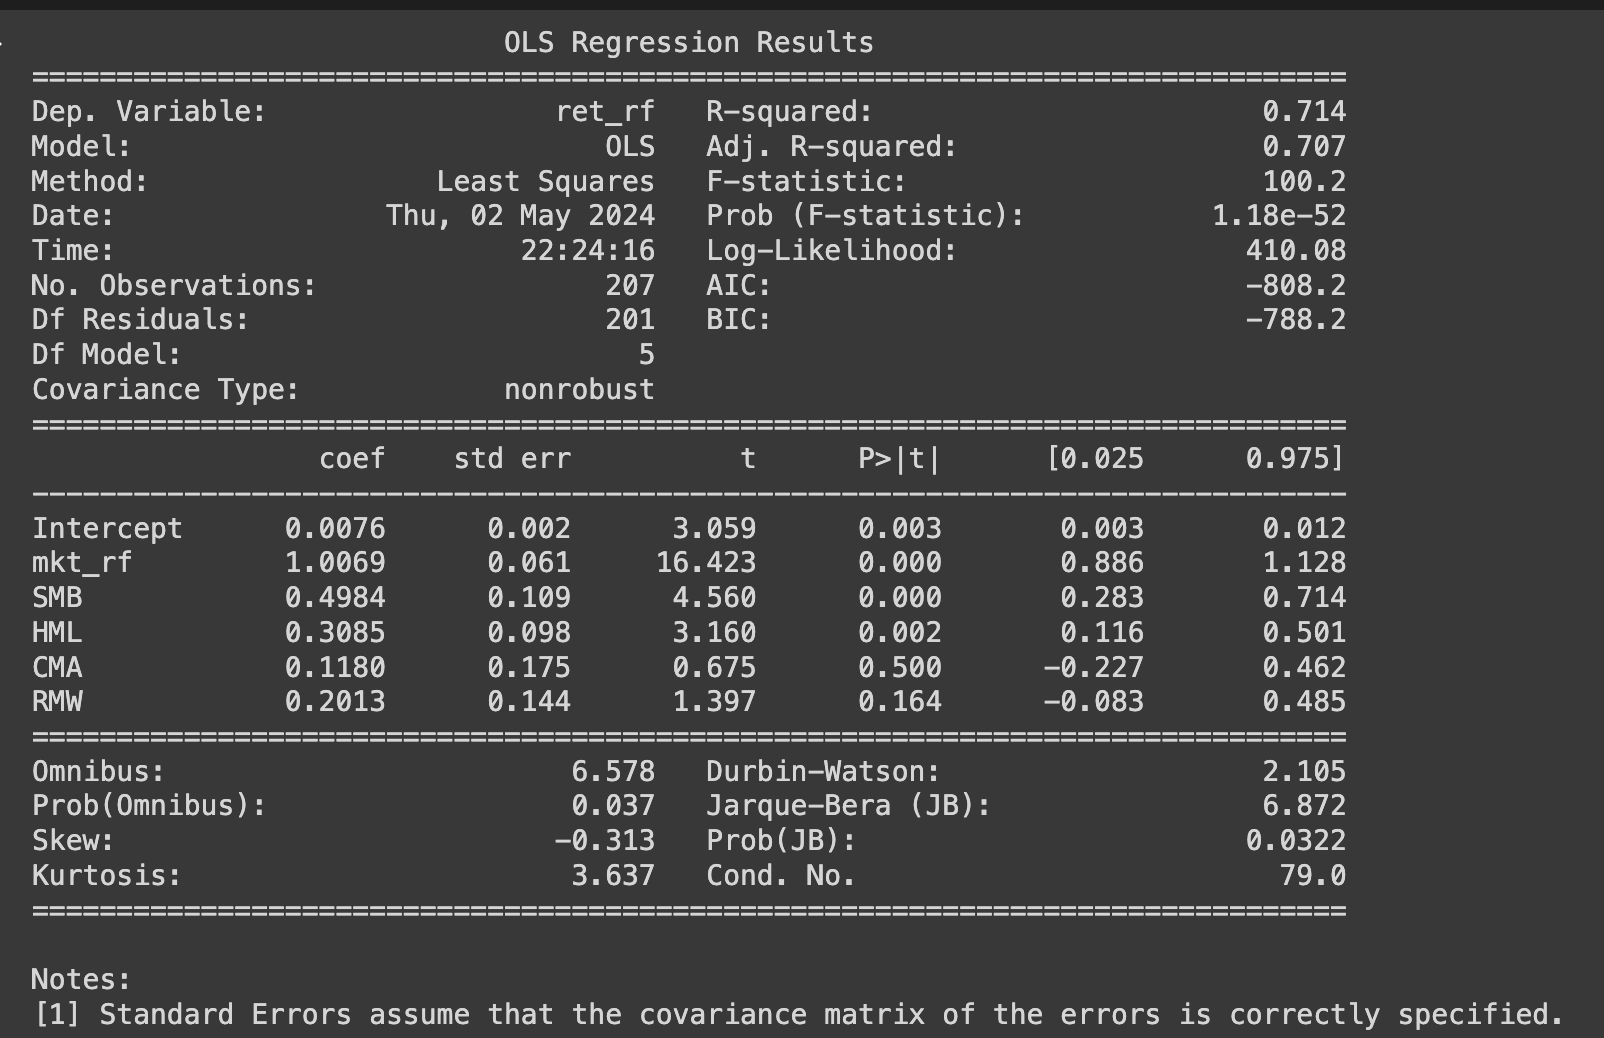 OLS Regression Results
==============================================================================
Dep. Variable:                 ret_rf   R-squared:                       0.714
Model:                            OLS   Adj. R-squared:                  0.707
Method:                 Least Squares   F-statistic:                     100.2
Date:                Thu, 02 May 2024   Prob (F-statistic):           1.18e-52
Time:                        22:24:16   Log-Likelihood:                 410.08
No. Observations:                 207   AIC:                            -808.2
Df Residuals:                     201   BIC:                            -788.2
Df Model:                           5
Covariance Type:            nonrobust
==============================================================================
                 coef    std err          t      P>|t|      [0.025      0.975]
------------------------------------------------------------------------------
Intercept      0.0076      0.002      3.059      0.003       0.003       0.012
mkt_rf         1.0069      0.061     16.423      0.000       0.886       1.128
SMB            0.4984      0.109      4.560      0.000       0.283       0.714
HML            0.3085      0.098      3.160      0.002       0.116       0.501
CMA            0.1180      0.175      0.675      0.500      -0.227       0.462
RMW            0.2013      0.144      1.397      0.164      -0.083       0.485
==============================================================================
Omnibus:                        6.578   Durbin-Watson:                   2.105
Prob(Omnibus):                  0.037   Jarque-Bera (JB):                6.872
Skew:                          -0.313   Prob(JB):                       0.0322
Kurtosis:                       3.637   Cond. No.                         79.0
==============================================================================
Notes:
[1] Standard Errors assume that the covariance matrix of the errors is correctly specified.